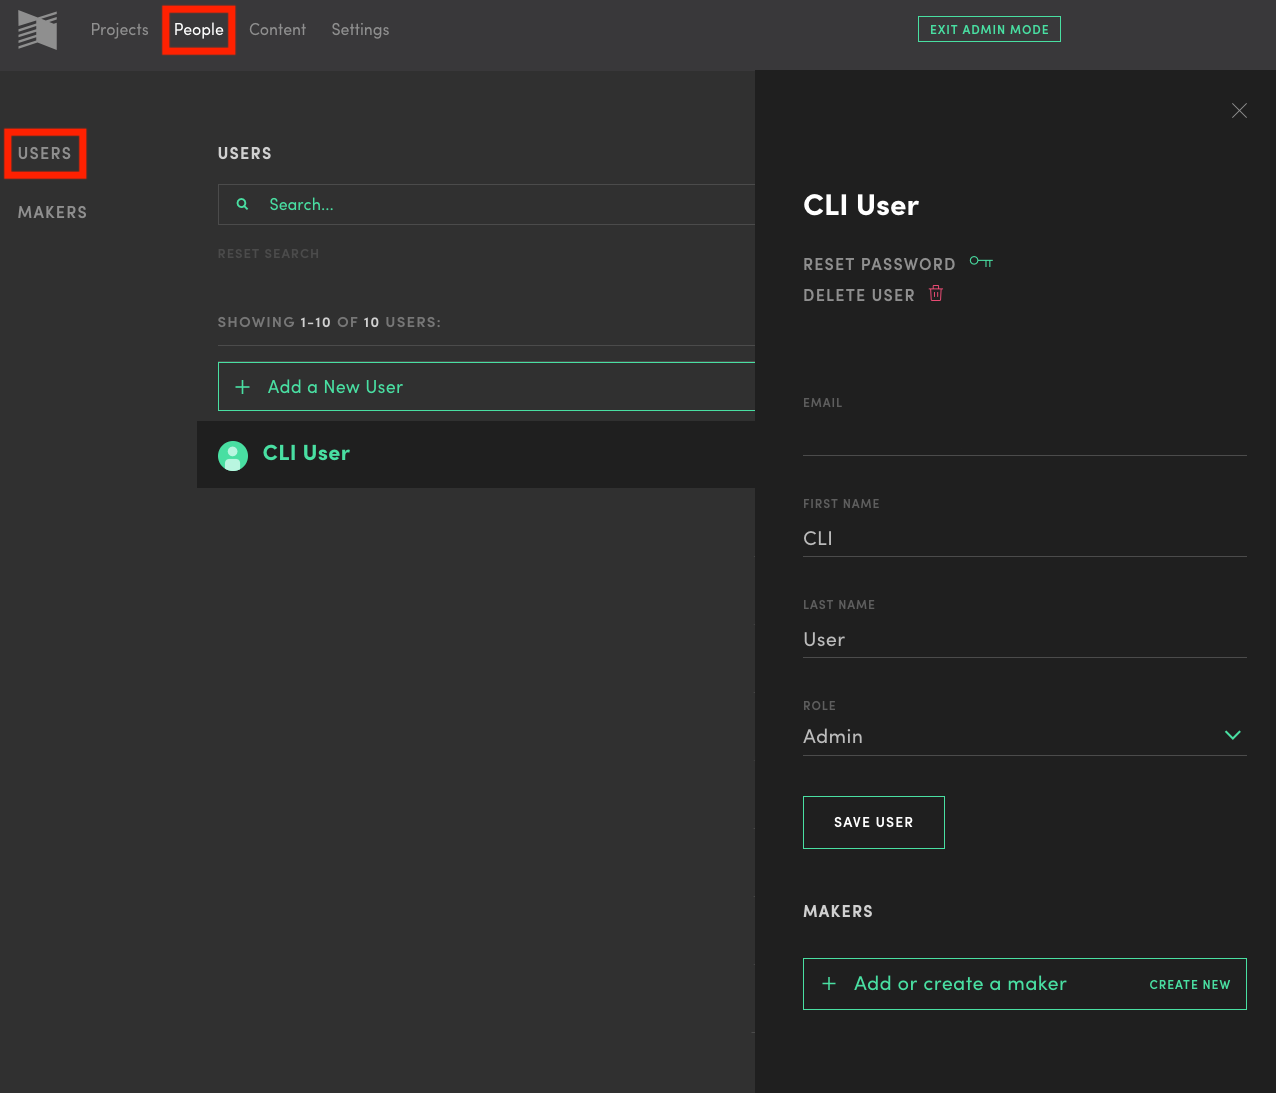 Projects People Content Settings EXIT ADMIN MODE
USERS
MAKERS
USERS
Search...
RESET SEARCH
SHOWING 1-10 OF 10 USERS:
+ Add a New User
CLI User
CLI User
RESET PASSWORD
DELETE USER
EMAIL
FIRST NAME
CLI
LAST NAME
User
ROLE
Admin
SAVE USER
MAKERS
+ Add or create a maker CREATE NEW